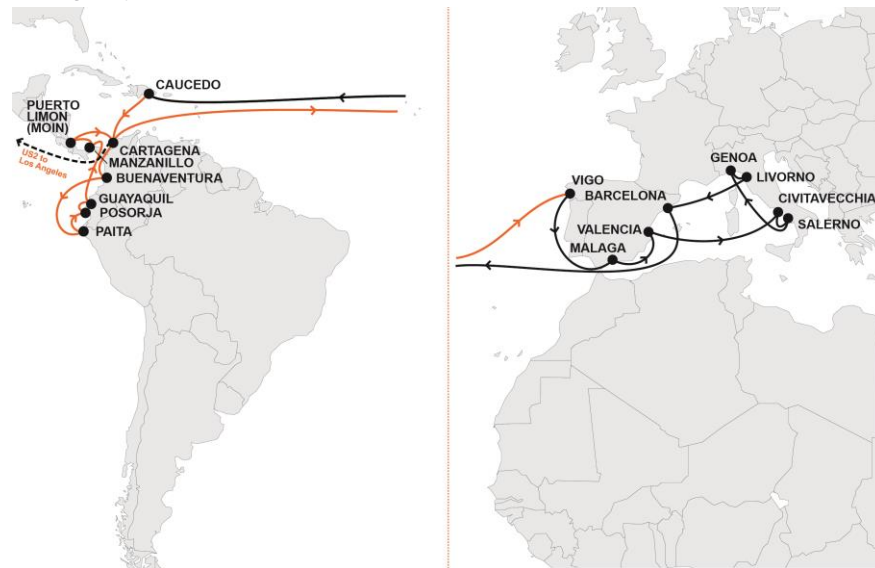 CAUCEDO
PUERTO
LIMON
(MOIN)
US2 to
Los Angeles
CARTAGENA
MANZANILLO
BUENAVENTURA
GUAYAQUIL
POSORJA
PAITA
GENOA
LIVORNO
VIGO
BARCELONA
CIVITAVECCHIA
VALENCIA
SALERNO
MALAGA